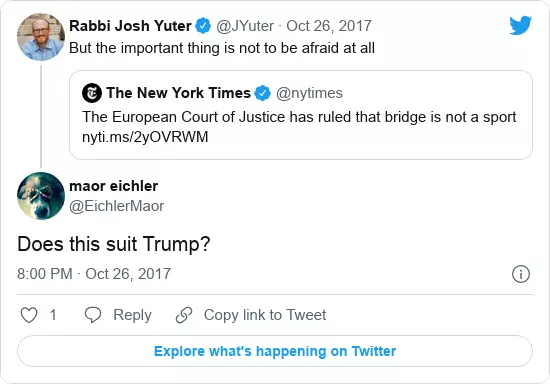 Rabbi Josh Yuter @JYuter · Oct 26, 2017
But the important thing is not to be afraid at all
The New York Times @nytimes
The European Court of Justice has ruled that bridge is not a sport
nyti.ms/2yOVRWM
maor eichler
@EichlerMaor
Does this suit Trump?
8:00 PM · Oct 26, 2017
1 Reply Copy link to Tweet
Explore what's happening on Twitter